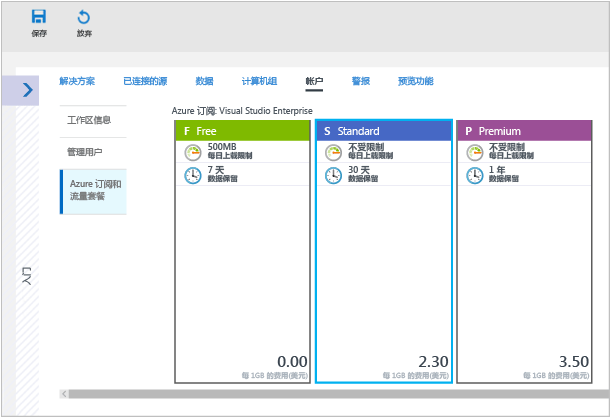 保存
放弃
解决方案
已连接的源
数据
计算机组
帐户
警报
预览功能
工作区信息
管理用户
Azure 订阅和
流量套餐
Azure 订阅: Visual Studio Enterprise
F Free
500MB
每日上载限制
7 天
数据保留
0.00
每 1GB 的费用(美元)
S Standard
不受限制
每日上载限制
30 天
数据保留
2.30
每 1GB 的费用(美元)
P Premium
不受限制
每日上载限制
1 年
数据保留
3.50
每 1GB 的费用(美元)